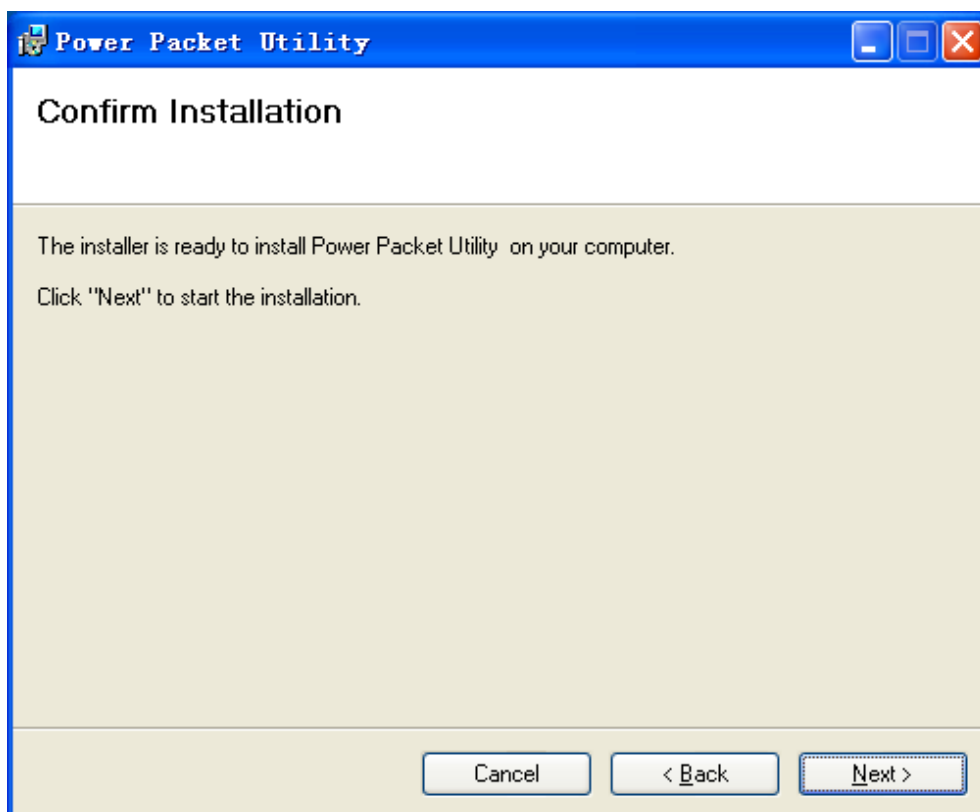 Power Packet Utility
Confirm Installation
The installer is ready to install Power Packet Utility  on your computer.
Click "Next" to start the installation.
Cancel
< Back
Next >